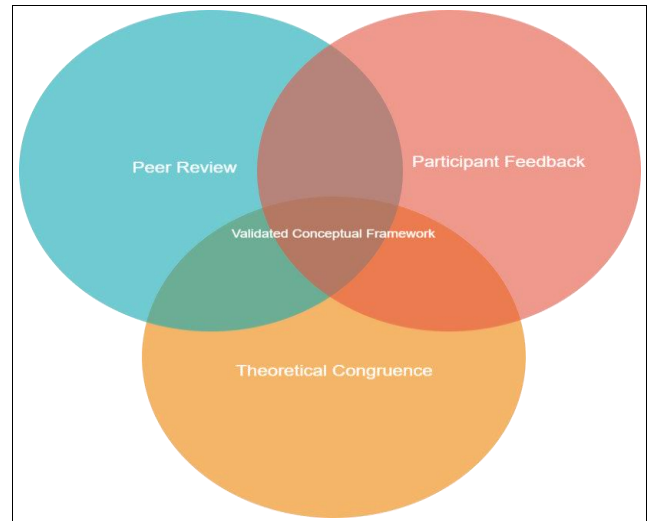 Peer Review
Participant Feedback
Validated Conceptual Framework
Theoretical Congruence